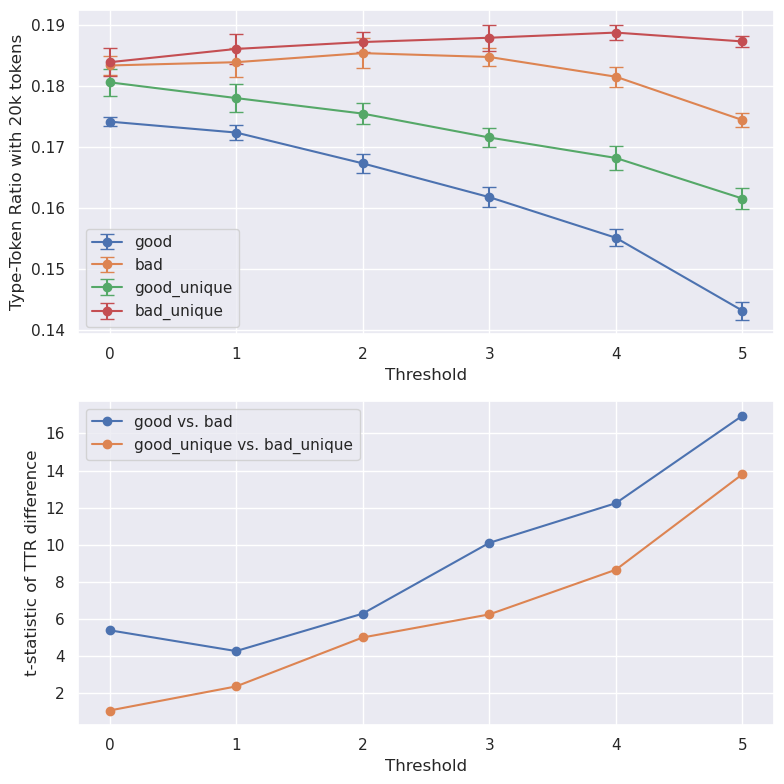 0.19
0.18
0.17
0.16
0.15
0.14
Type-Token Ratio with 20k tokens
good
bad
good_unique
bad_unique
0 1 2 3 4 5
Threshold
16
14
12
10
8
6
4
2
t-statistic of TTR difference
good vs. bad
good_unique vs. bad_unique
0 1 2 3 4 5
Threshold